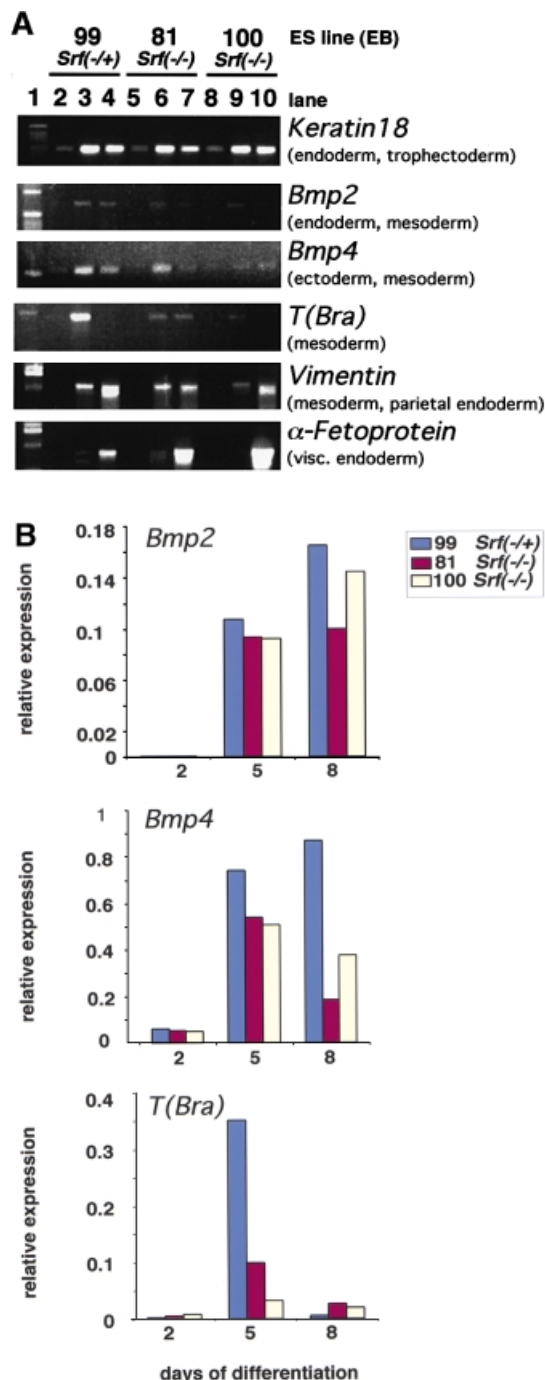 A
99 81 100 ES line (EB)
Srf(-/+) Srf(-/-) Srf(-/-)
1 2 3 4 5 6 7 8 9 10 lane
Keratin18
(endoderm, trophectoderm)
Bmp2
(endoderm, mesoderm)
Bmp4
(ectoderm, mesoderm)
T(Bra)
(mesoderm)
Vimentin
(mesoderm, parietal endoderm)
α-Fetoprotein
(visc. endoderm)
B
Bmp2
99 Srf(-/+)
81 Srf(-/-)
100 Srf(-/-)
relative expression
0.18
0.14
0.1
0.06
0.02
0
2 5 8
Bmp4
relative expression
1
0.8
0.6
0.4
0.2
0
2 5 8
T(Bra)
relative expression
0.4
0.3
0.2
0.1
0
2 5 8
days of differentiation